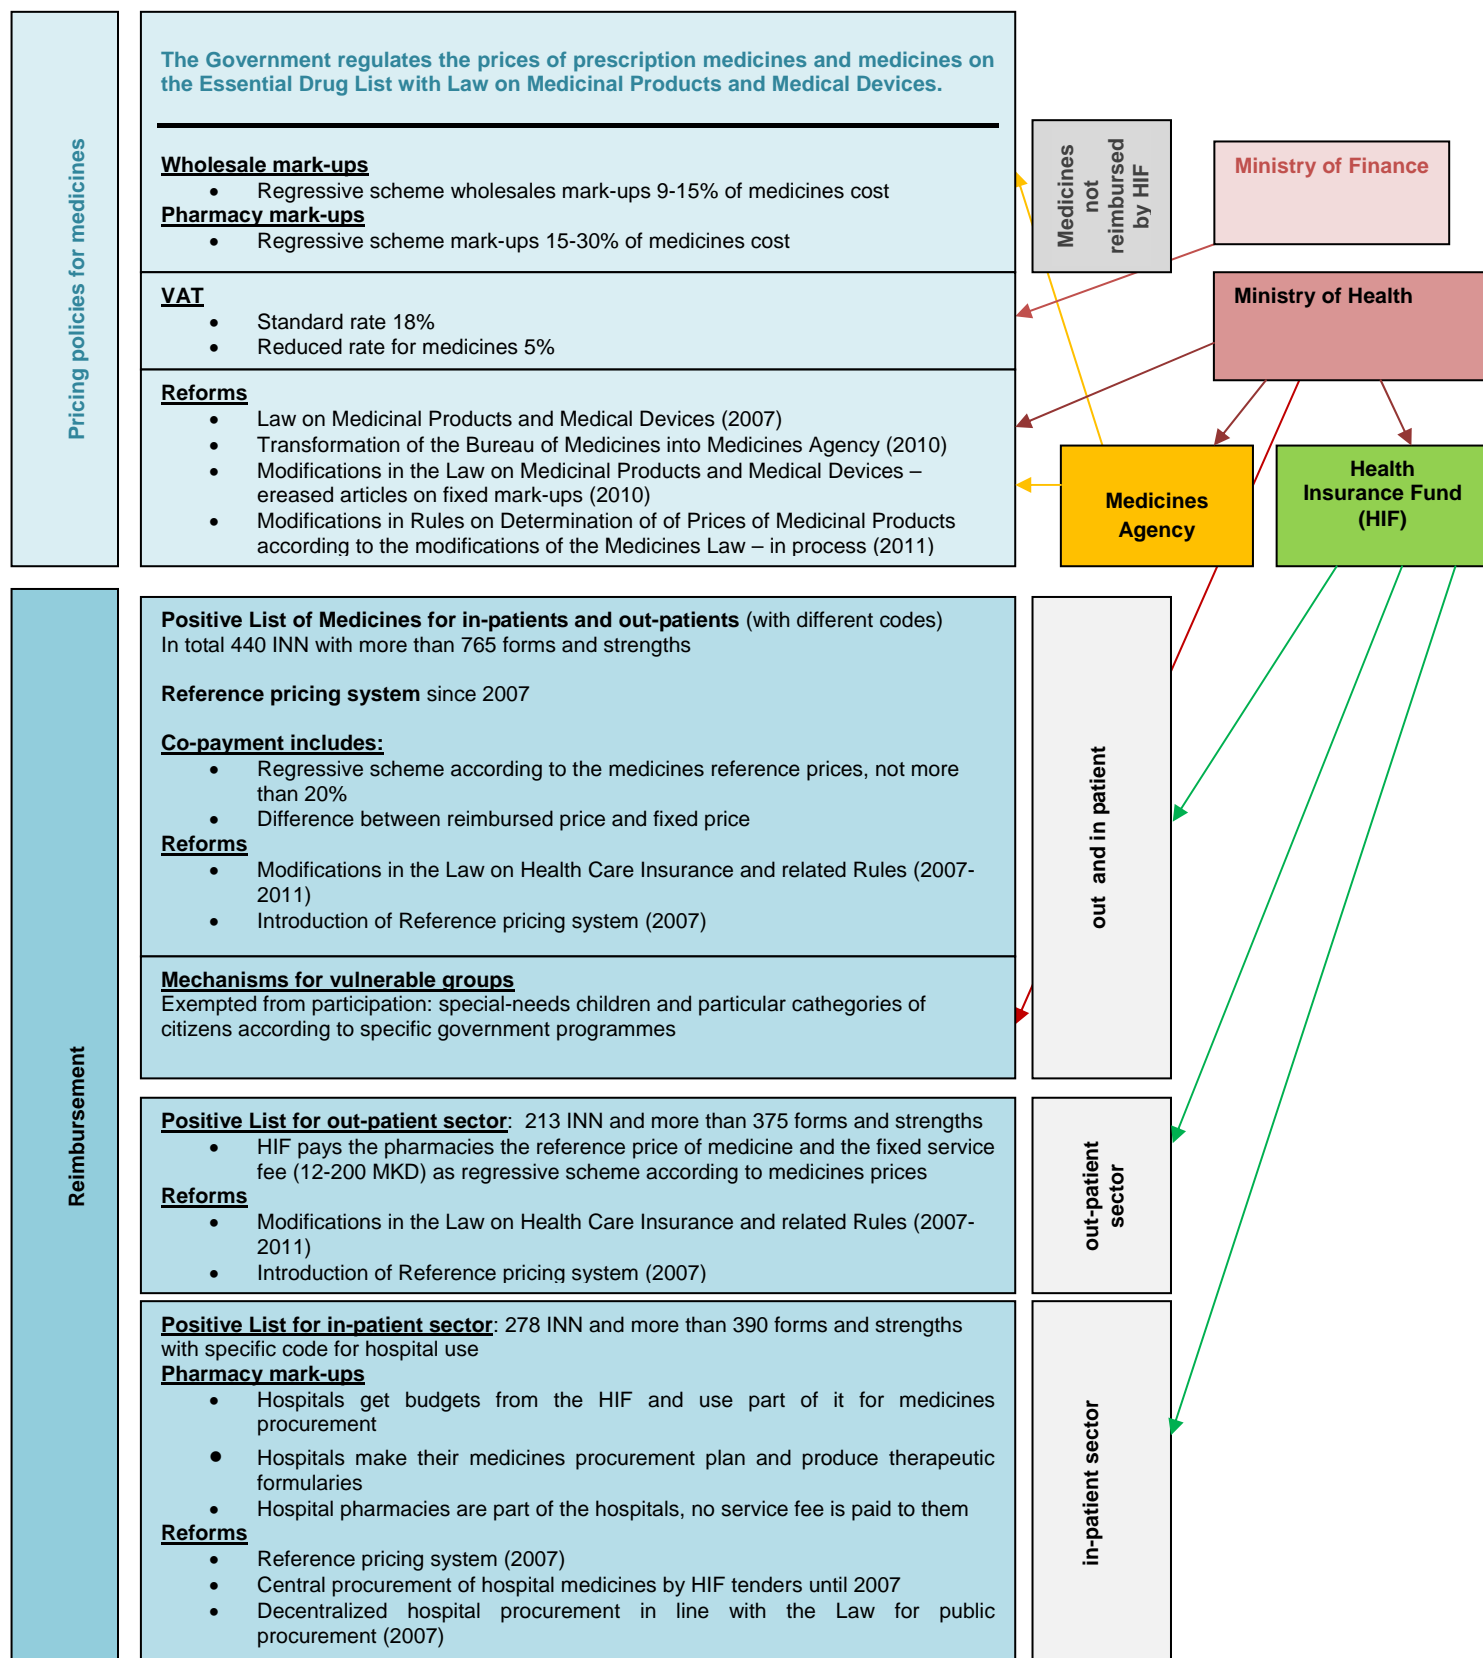 Pricing policies for medicines
The Government regulates the prices of prescription medicines and medicines on
the Essential Drug List with Law on Medicinal Products and Medical Devices.
Wholesale mark-ups
• Regressive scheme wholesales mark-ups 9-15% of medicines cost
Pharmacy mark-ups
• Regressive scheme mark-ups 15-30% of medicines cost
VAT
• Standard rate 18%
• Reduced rate for medicines 5%
Reforms
• Law on Medicinal Products and Medical Devices (2007)
• Transformation of the Bureau of Medicines into Medicines Agency (2010)
• Modifications in the Law on Medicinal Products and Medical Devices –
ereased articles on fixed mark-ups (2010)
• Modifications in Rules on Determination of of Prices of Medicinal Products
according to the modifications of the Medicines Law – in process (2011)
Medicines
not
reimbursed
by HIF
Ministry of Finance
Ministry of Health
Medicines
Agency
Health
Insurance Fund
(HIF)
Reimbursement
Positive List of Medicines for in-patients and out-patients (with different codes)
In total 440 INN with more than 765 forms and strengths
Reference pricing system since 2007
Co-payment includes:
• Regressive scheme according to the medicines reference prices, not more
than 20%
• Difference between reimbursed price and fixed price
Reforms
• Modifications in the Law on Health Care Insurance and related Rules (2007-
2011)
• Introduction of Reference pricing system (2007)
Mechanisms for vulnerable groups
Exempted from participation: special-needs children and particular cathegories of
citizens according to specific government programmes
out and in patient
Positive List for out-patient sector: 213 INN and more than 375 forms and strengths
• HIF pays the pharmacies the reference price of medicine and the fixed service
fee (12-200 MKD) as regressive scheme according to medicines prices
Reforms
• Modifications in the Law on Health Care Insurance and related Rules (2007-
2011)
• Introduction of Reference pricing system (2007)
out-patient
sector
Positive List for in-patient sector: 278 INN and more than 390 forms and strengths
with specific code for hospital use
Pharmacy mark-ups
• Hospitals get budgets from the HIF and use part of it for medicines
procurement
• Hospitals make their medicines procurement plan and produce therapeutic
formularies
• Hospital pharmacies are part of the hospitals, no service fee is paid to them
Reforms
• Reference pricing system (2007)
• Central procurement of hospital medicines by HIF tenders until 2007
• Decentralized hospital procurement in line with the Law for public
procurement (2007)
in-patient sector